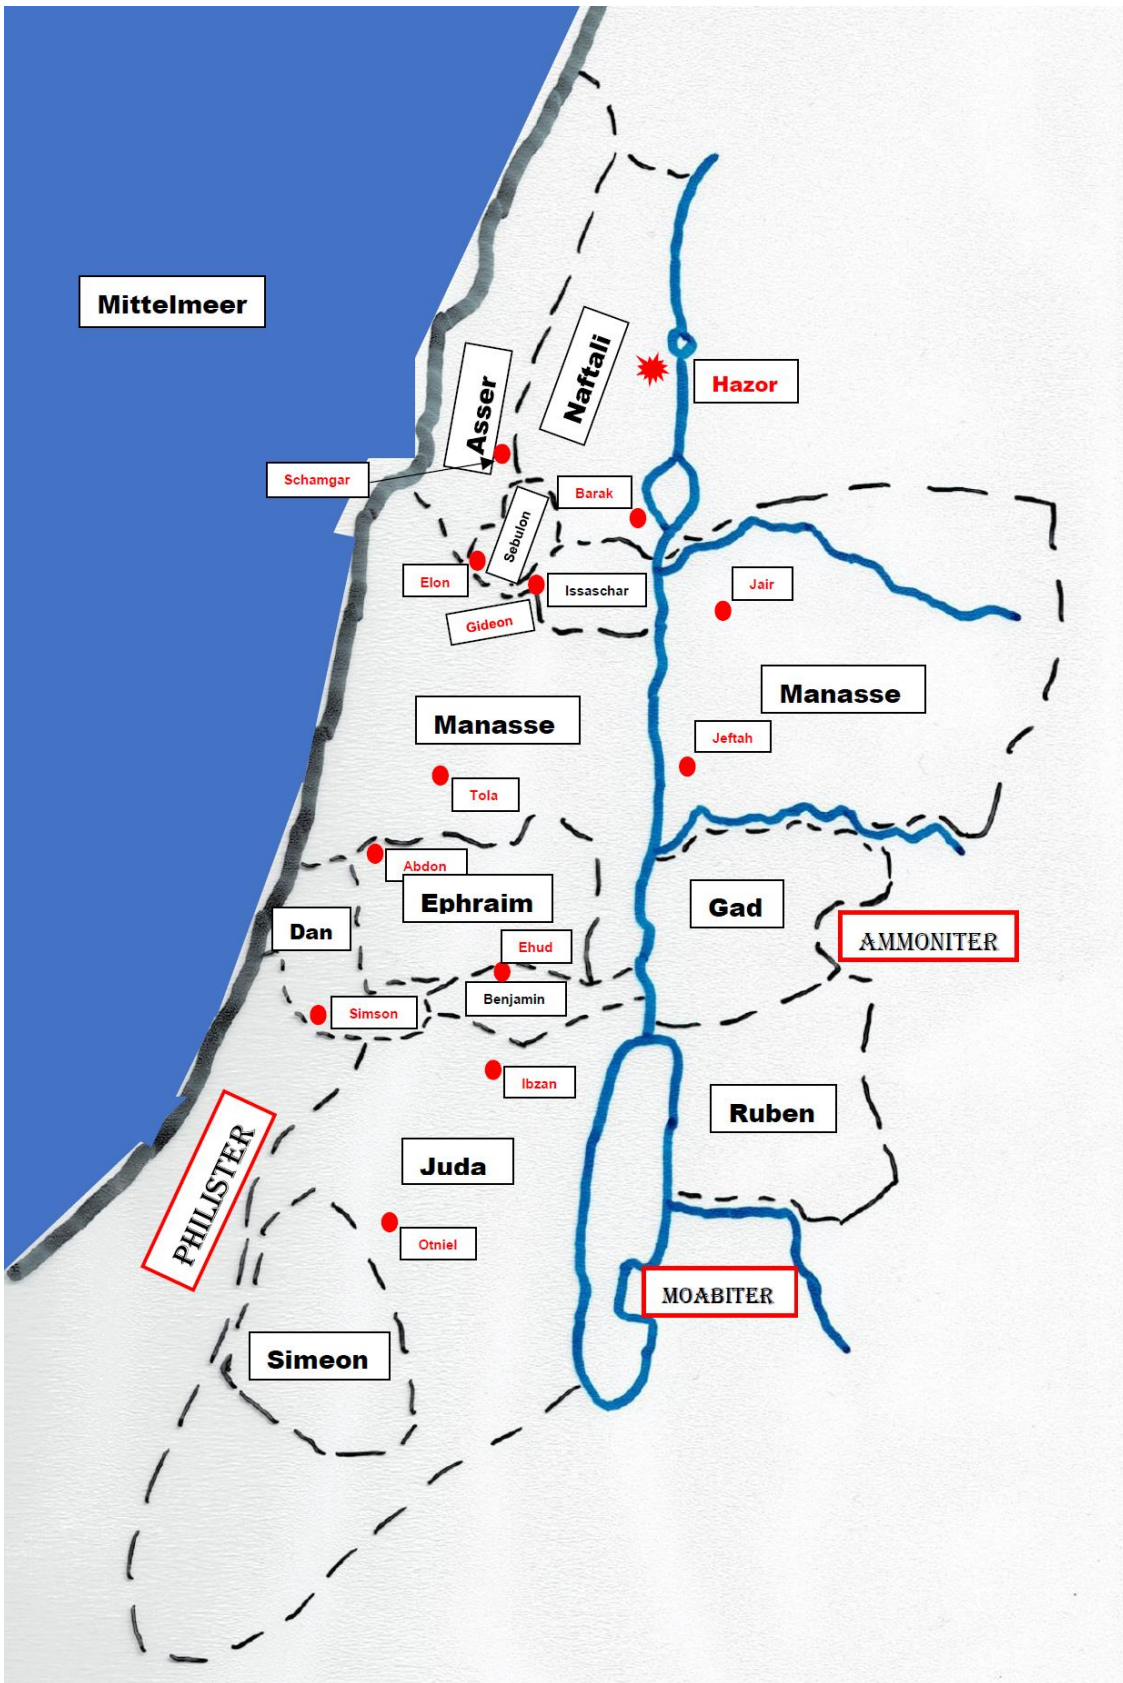 Mittelmeer
Naftali
Hazor
Asser
Schamgar
Barak
Sebulon
Elon
Issaschar
Jair
Gideon
Manasse
Manasse
Jeftah
Tola
Abdon
Ephraim
Gad
Dan
AMMONITER
Ehud
Benjamin
Simson
Ibzan
Ruben
PHILISTER
Juda
Otniel
MOABITER
Simeon